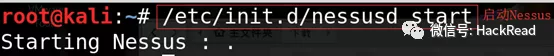 root@kali:~# /etc/init.d/nessusd start 启动Nessus
Starting Nessus : .
微信号: HackRead